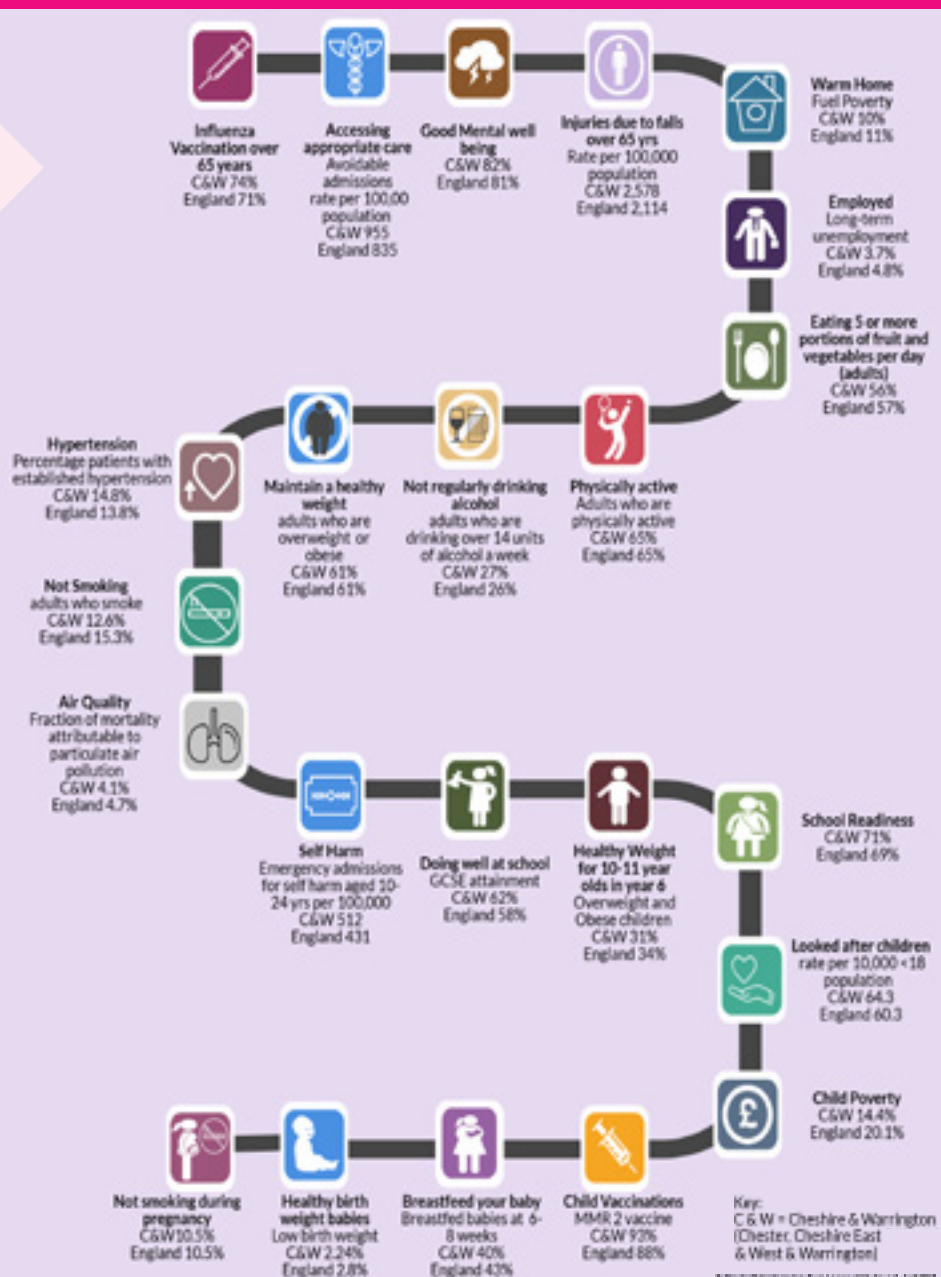 Influenza
Vaccination over
65 years
C&W 74%
England 71%
Accessing
appropriate care
Avoidable
admissions
rate per 100,00
population
C&W 955
England 835
Good Mental well
being
C&W 82%
England 81%
Injuries due to falls
over 65 yrs
Rate per 100,000
population
C&W 2,578
England 2,114
Warm Home
Fuel Poverty
C&W 10%
England 11%
Employed
Long-term
unemployment
C&W 3.7%
England 4.8%
Eating 5 or more
portions of fruit and
vegetables per day
(adults)
C&W 56%
England 57%
Physically active
Adults who are
physically active
C&W 65%
England 65%
Not regularly drinking
alcohol
adults who are
drinking over 14 units
of alcohol a week
C&W 27%
England 26%
Maintain a healthy
weight
adults who are
overweight or
obese
C&W 61%
England 61%
Hypertension
Percentage patients with
established hypertension
C&W 14.8%
England 13.8%
Not Smoking
adults who smoke
C&W 12.6%
England 15.3%
Air Quality
Fraction of mortality
attributable to
particulate air
pollution
C&W 4.1%
England 4.7%
Self Harm
Emergency admissions
for self harm aged 10-
24 yrs per 100,000
C&W 512
England 431
Doing well at school
GCSE attainment
C&W 62%
England 58%
Healthy Weight
for 10-11 year
olds in year 6
Overweight and
Obese children
C&W 31%
England 34%
School Readiness
C&W 71%
England 69%
Looked after children
rate per 10,000 <18
population
C&W 64.3
England 60.3
£
Child Poverty
C&W 14.4%
England 20.1%
Child Vaccinations
MMR 2 vaccine
C&W 93%
England 88%
Breastfeed your baby
Breastfed babies at 6-
8 weeks
C&W 40%
England 43%
Healthy birth
weight babies
Low birth weight
C&W 2.24%
England 2.8%
Not smoking during
pregnancy
C&W10.5%
England 10.5%
Key:
C & W = Cheshire & Warrington
(Chester, Cheshire East
& West & Warrington)